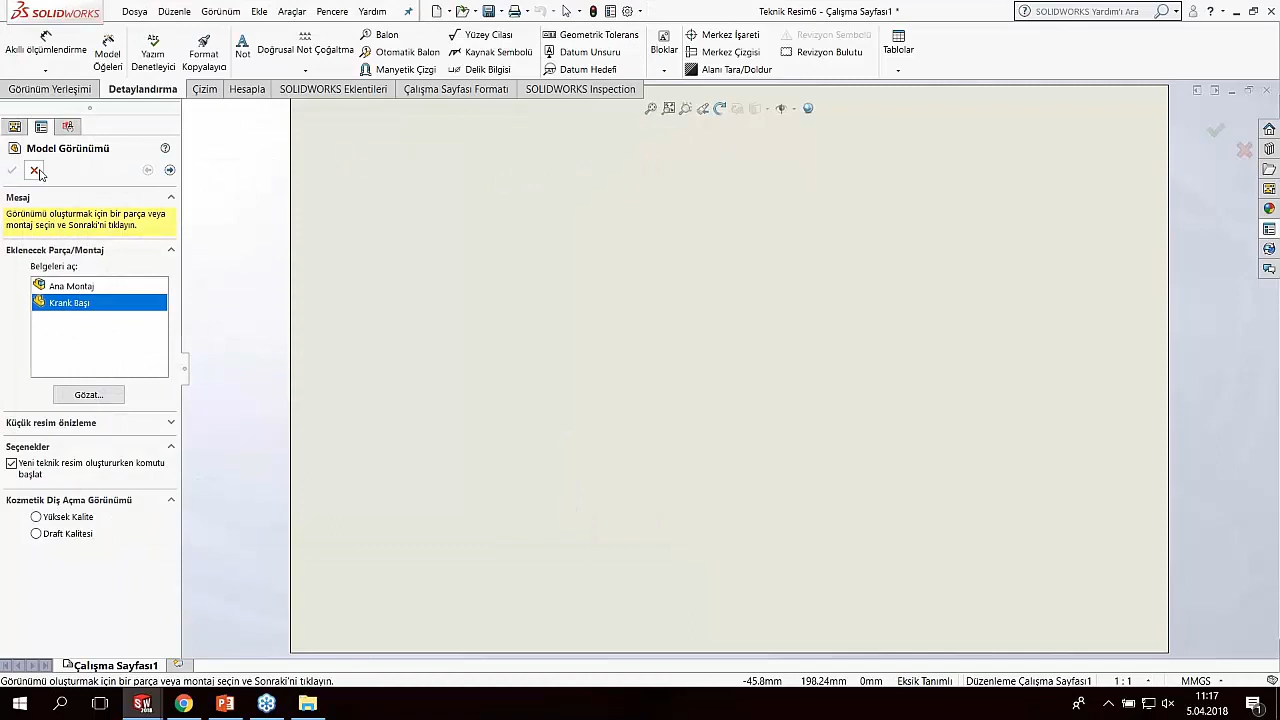 SOLIDWORKS Dosya Düzenle Görünüm Ekle Araçlar Pencere Yardım Teknik Resim6 - Çalışma Sayfası1 * SOLIDWORKS Yardım'ı Ara
Akıllı ölçümlendirme
Model Öğeleri
Yazım Denetleyici
Format Kopyalayıcı
Not
Doğrusal Not Çoğaltma
Balon
Otomatik Balon
Manyetik Çizgi
Yüzey Cilası
Kaynak Sembolü
Delik Bilgisi
Geometrik Tolerans
Datum Unsuru
Datum Hedefi
Bloklar
Merkez İşareti
Merkez Çizgisi
Alanı Tara/Doldur
Revizyon Sembolü
Revizyon Bulutu
Tablolar
Görünüm Yerleşimi Detaylandırma Çizim Hesapla SOLIDWORKS Eklentileri Çalışma Sayfası Formatı SOLIDWORKS Inspection
Model Görünümü
Mesaj
Görünümü oluşturmak için bir parça veya
montaj seçin ve Sonraki'ni tıklayın.
Eklenecek Parça/Montaj
Belgeleri aç:
Ana Montaj
Krank Başı
Gözat...
Küçük resim önizleme
Seçenekler
Yeni teknik resim oluştururken komutu
başlat
Kozmetik Diş Açma Görünümü
Yüksek Kalite
Draft Kalitesi
Çalışma Sayfası1
Görünümü oluşturmak için bir parça veya montaj seçin ve Sonraki'ni tıklayın. -45.8mm 198.24mm 0mm Eksik Tanımlı Düzenleme Çalışma Sayfası1 1 : 1 MMGS
11:17
5.04.2018